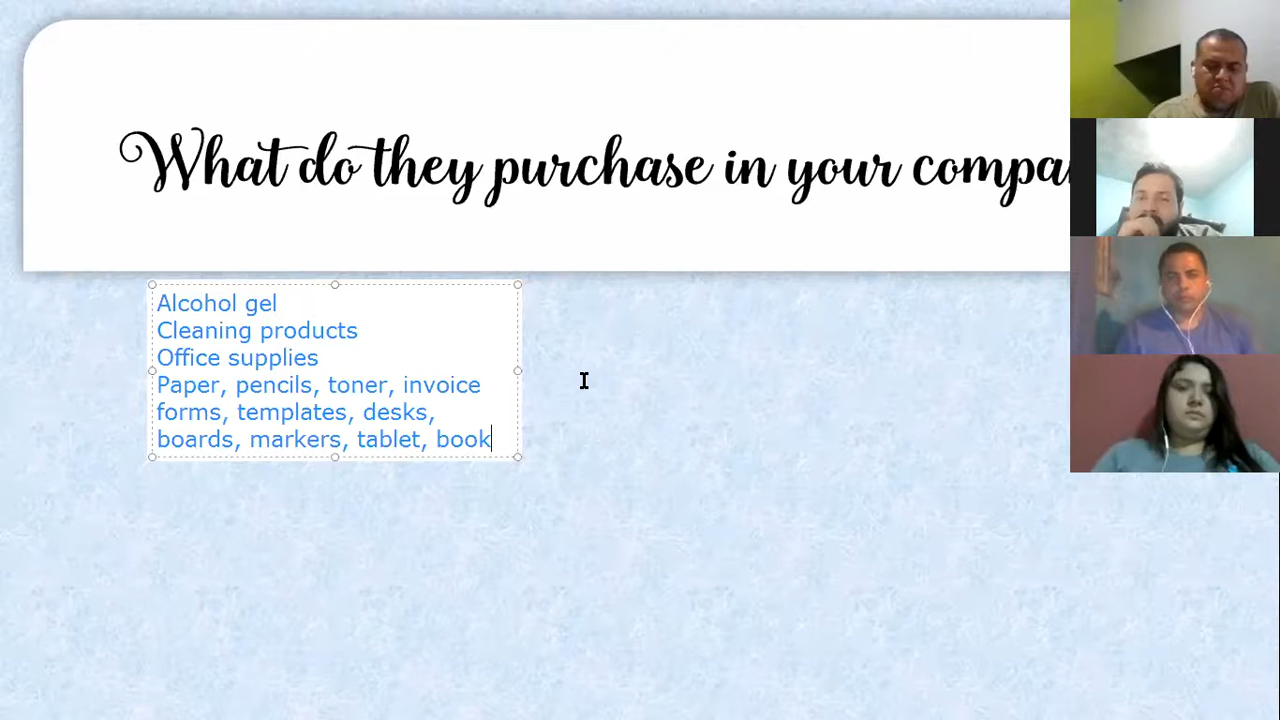 What do they purchase in your compa
Alcohol gel
Cleaning products
Office supplies
Paper, pencils, toner, invoice
forms, templates, desks,
boards, markers, tablet, book